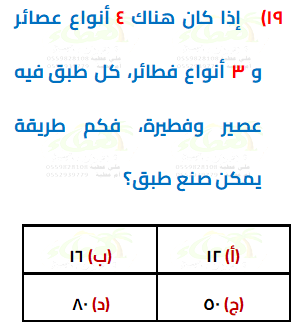 ١٩) إذا كان هناك ٤ أنواع عصائر
و ٣ أنواع فطائر، كل طبق فيه
عصير وفطيرة، فكم طريقة
يمكن صنع طبق؟
(أ) ١٢ (ب) ١٦
(ج) ٥٠ (د) ٨٠